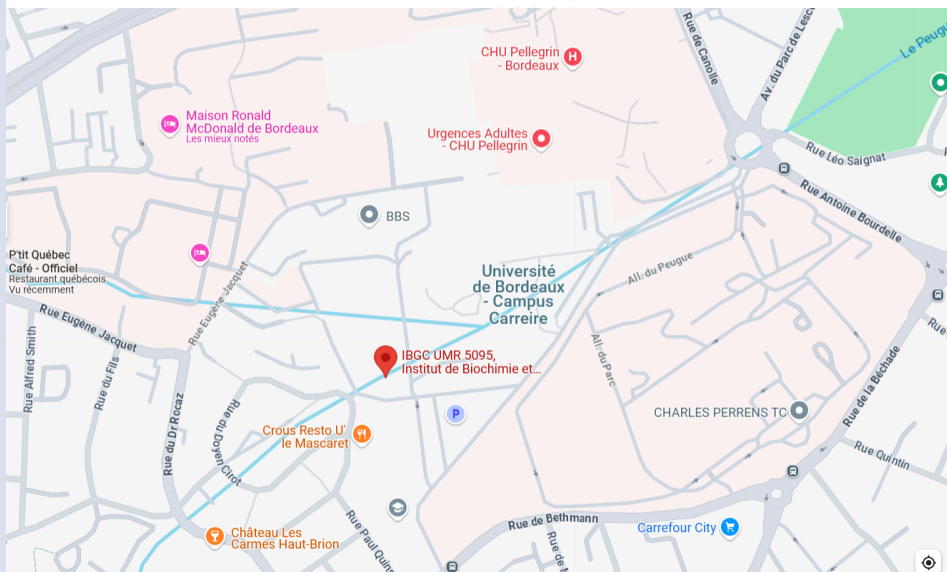 Rue de Canolle
Av. du Parc de Lesc
Le Peugu
CHU Pellegrin
- Bordeaux
H
Maison Ronald
McDonald de Bordeaux
Les mieux notés
Urgences Adultes
- CHU Pellegrin
Rue Léo Saignat
Rue Antoine Bourdelle
BBS
P'tit Québec
Café - Officiel
Restaurant québécois
Vu récemment
Rue Eugène Jacquet
Université
de Bordeaux
- Campus
Carreire
All. du Peugue
Rue Eugène Jacquet
Rue Alfred Smith
Rue du Fils
Rue du Dr Rocaz
Rue du Doyen Cirot
IBGC UMR 5095,
Institut de Biochimie et...
All. du Parc
Rue de la Béchade
Rue
P
CHARLES PERRENS TC
Crous Resto U'
le Mascaret
Rue Quintin
Rue Paul Quins
Rue de Bethmann
Carrefour City
Château Les
Carmes Haut-Brion
Rue de M